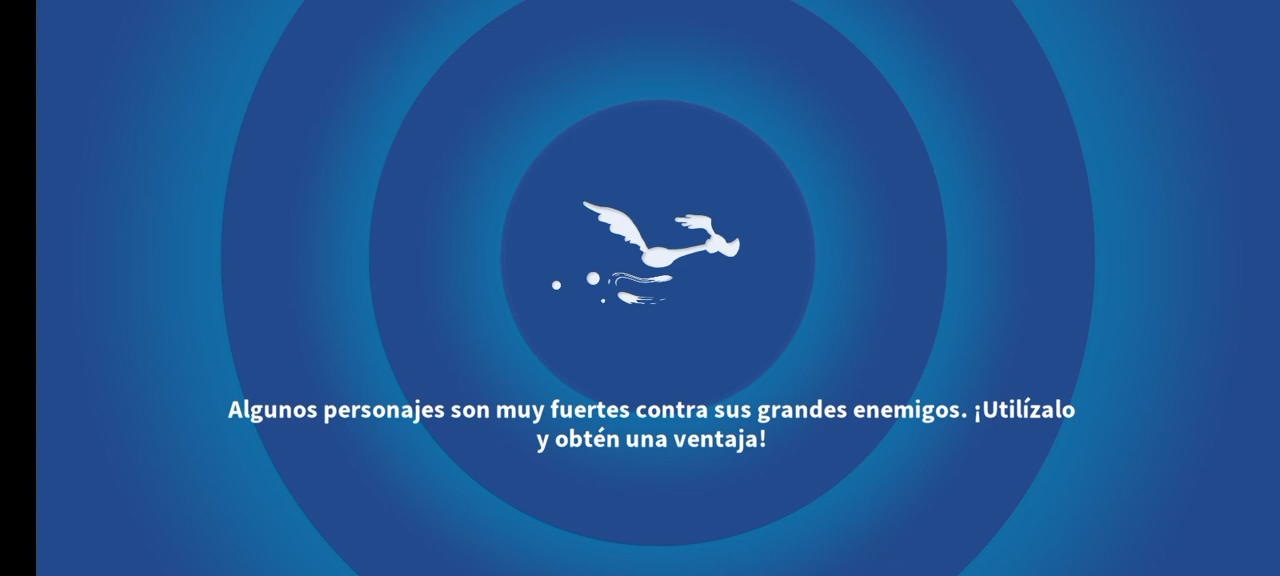 Algunos personajes son muy fuertes contra sus grandes enemigos. ¡Utilízalo
y obtén una ventaja!